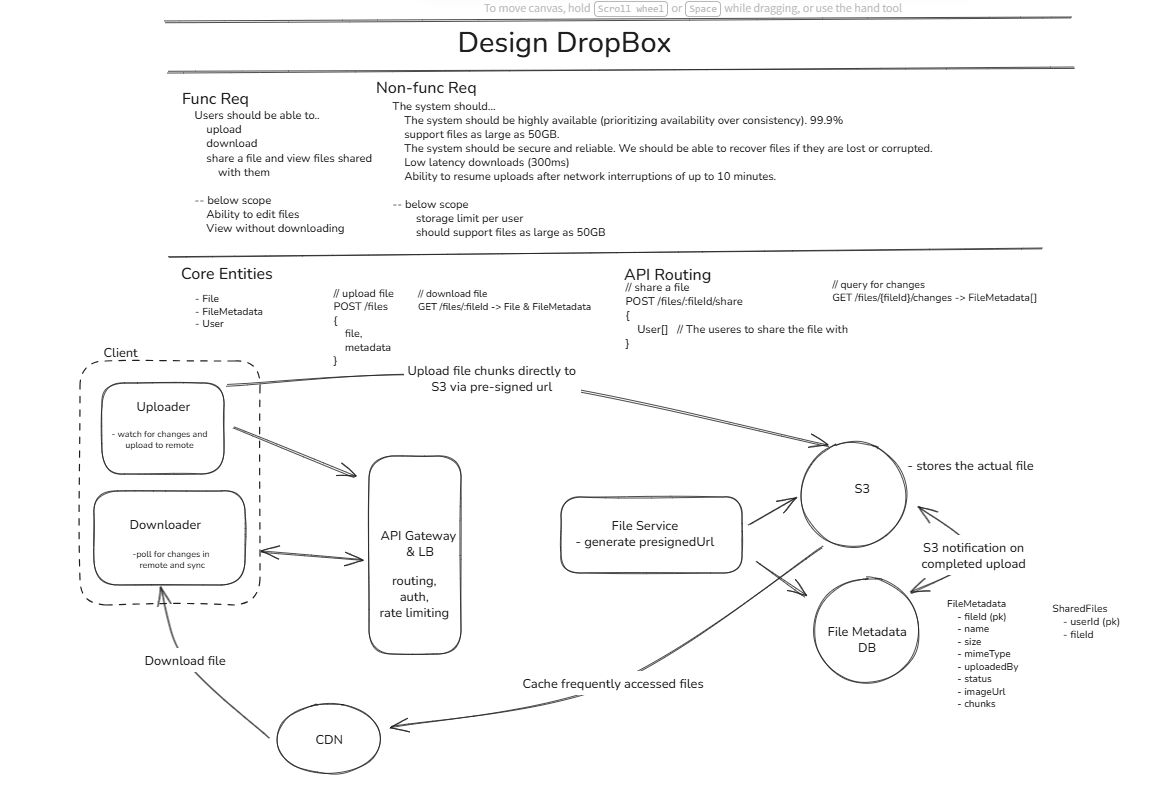 To move canvas, hold Scroll wheel or Space while dragging, or use the hand tool
Design DropBox
Func Req
Users should be able to..
upload
download
share a file and view files shared
with them
-- below scope
Ability to edit files
View without downloading
Non-func Req
The system should...
The system should be highly available (prioritizing availability over consistency). 99.9%
support files as large as 50GB.
The system should be secure and reliable. We should be able to recover files if they are lost or corrupted.
Low latency downloads (300ms)
Ability to resume uploads after network interruptions of up to 10 minutes.
-- below scope
storage limit per user
should support files as large as 50GB
Core Entities
- File
- FileMetadata
- User
// upload file
POST /files
{
file,
metadata
}
// download file
GET /files/:fileId -> File & FileMetadata
API Routing
// share a file
POST /files/:fileId/share
{
User[] // The useres to share the file with
}
// query for changes
GET /files/{fileId}/changes -> FileMetadata[]
Client
Uploader
- watch for changes and
upload to remote
Downloader
-poll for changes in
remote and sync
Upload file chunks directly to
S3 via pre-signed url
API Gateway
& LB
routing,
auth,
rate limiting
File Service
- generate presignedUrl
S3
- stores the actual file
S3 notification on
completed upload
File Metadata
DB
FileMetadata
- fileId (pk)
- name
- size
- mimeType
- uploadedBy
- status
- imageUrl
- chunks
SharedFiles
- userId (pk)
- fileId
Download file
Cache frequently accessed files
CDN